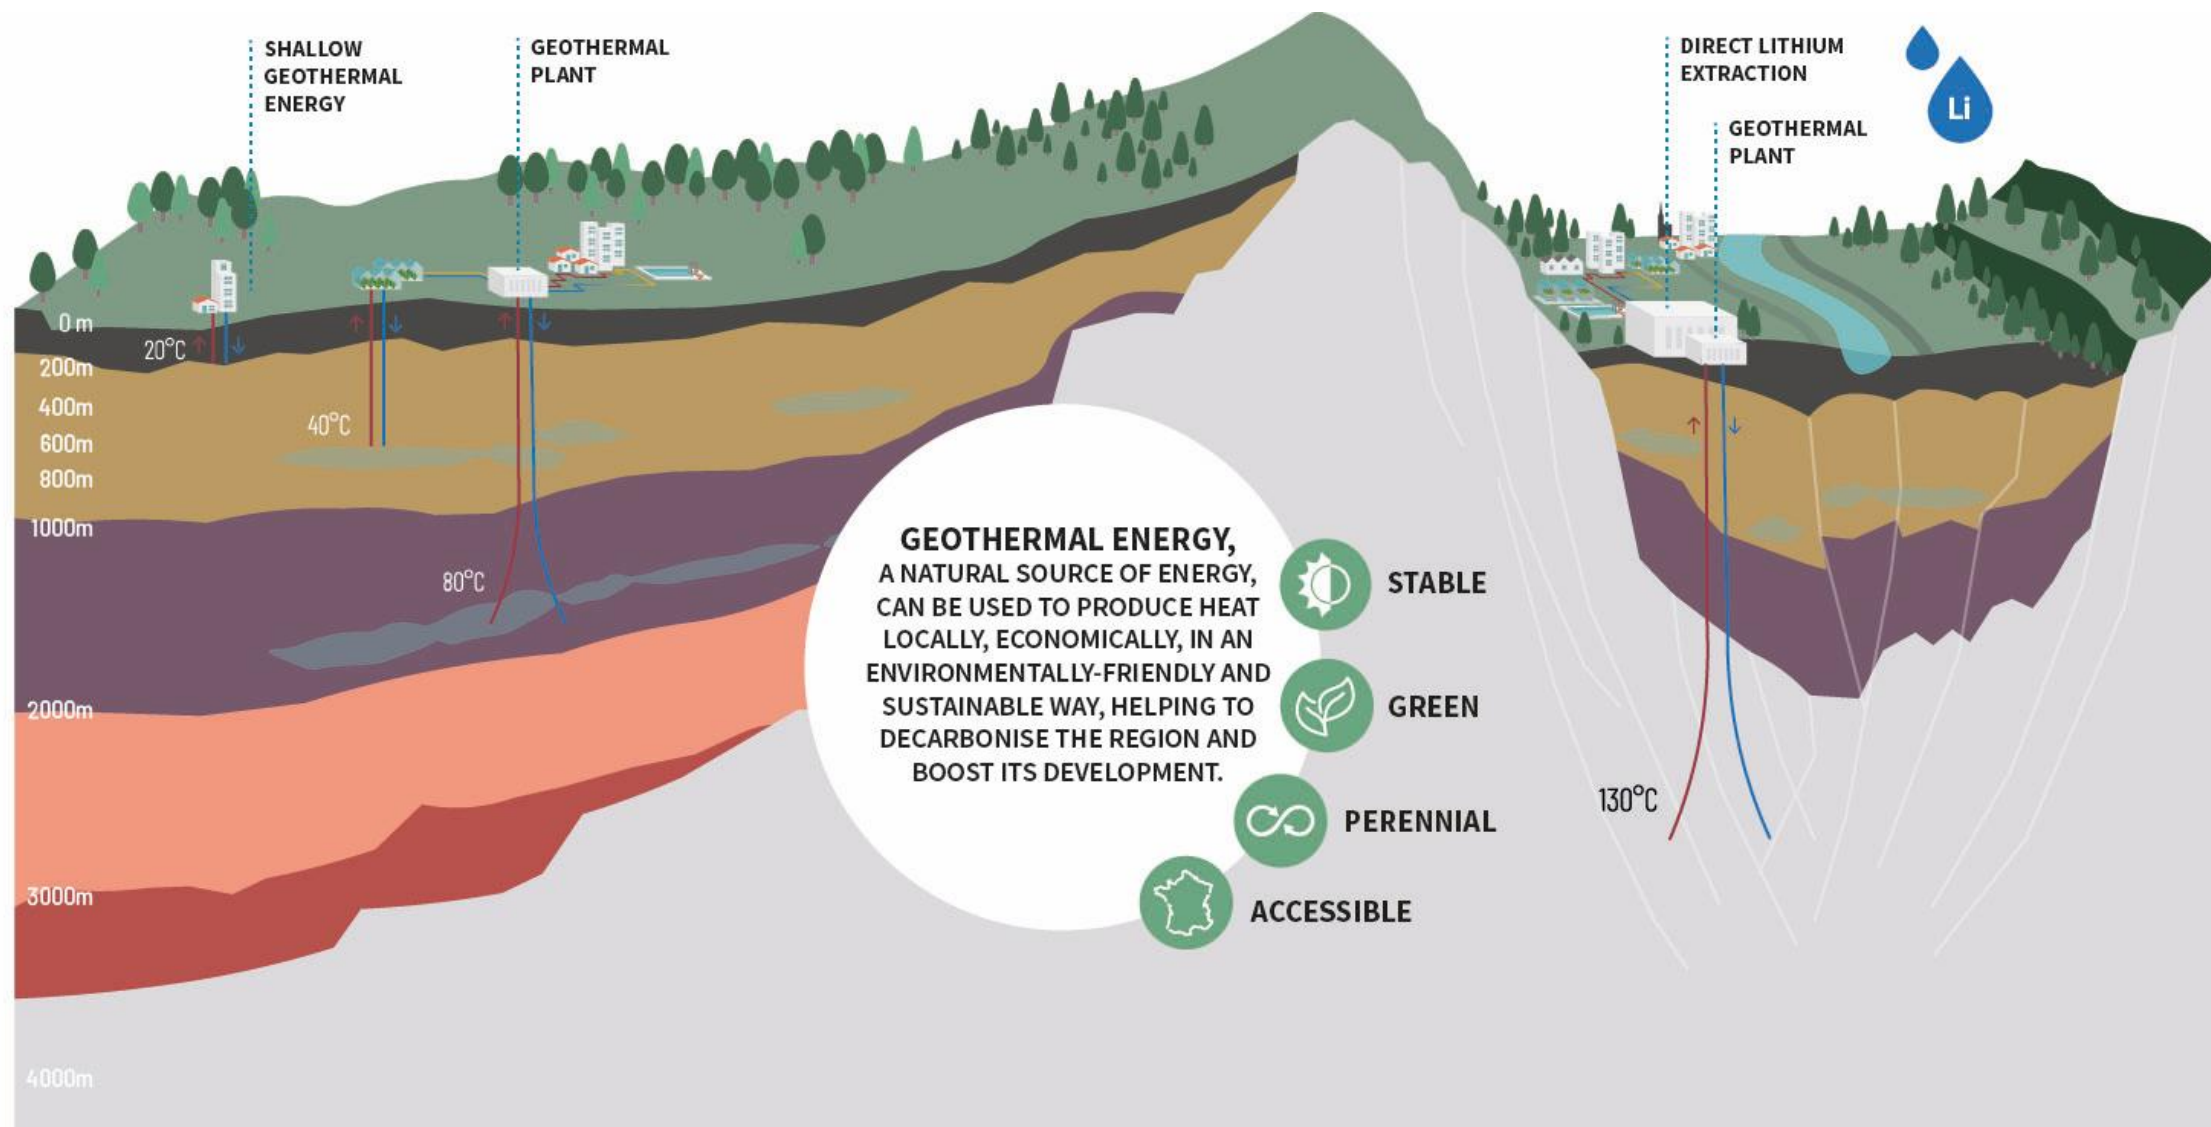 SHALLOW
GEOTHERMAL
ENERGY
GEOTHERMAL
PLANT
DIRECT LITHIUM
EXTRACTION
Li
GEOTHERMAL
PLANT
0 m
20°C
200m
400m
40°C
600m
800m
1000m
80°C
2000m
3000m
4000m
GEOTHERMAL ENERGY,
A NATURAL SOURCE OF ENERGY,
CAN BE USED TO PRODUCE HEAT
LOCALLY, ECONOMICALLY, IN AN
ENVIRONMENTALLY-FRIENDLY AND
SUSTAINABLE WAY, HELPING TO
DECARBONISE THE REGION AND
BOOST ITS DEVELOPMENT.
STABLE
GREEN
PERENNIAL
ACCESSIBLE
130°C